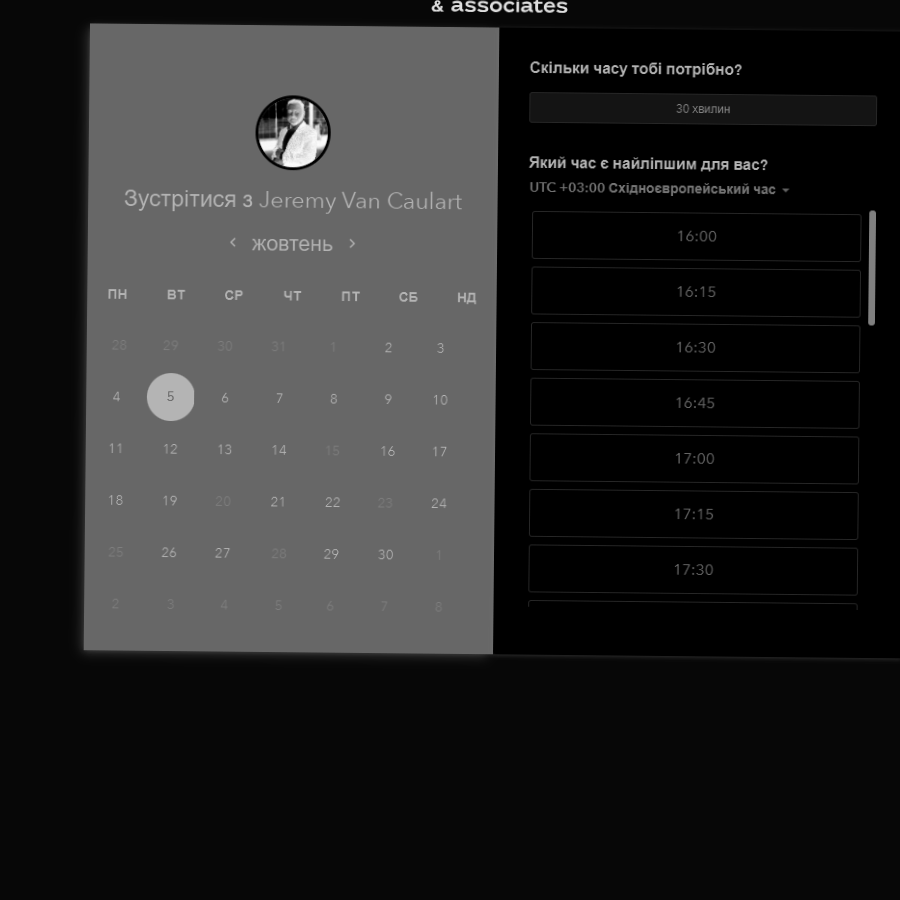 & associates
Зустрітися з Jeremy Van Caulart
‹ жовтень ›
ПН ВТ СР ЧТ ПТ СБ НД
28 29 30 31 1 2 3
4 5 6 7 8 9 10
11 12 13 14 15 16 17
18 19 20 21 22 23 24
25 26 27 28 29 30 1
2 3 4 5 6 7 8
Скільки часу тобі потрібно?
30 хвилин
Який час є найліпшим для вас?
UTC +03:00 Східноєвропейський час
16:00
16:15
16:30
16:45
17:00
17:15
17:30